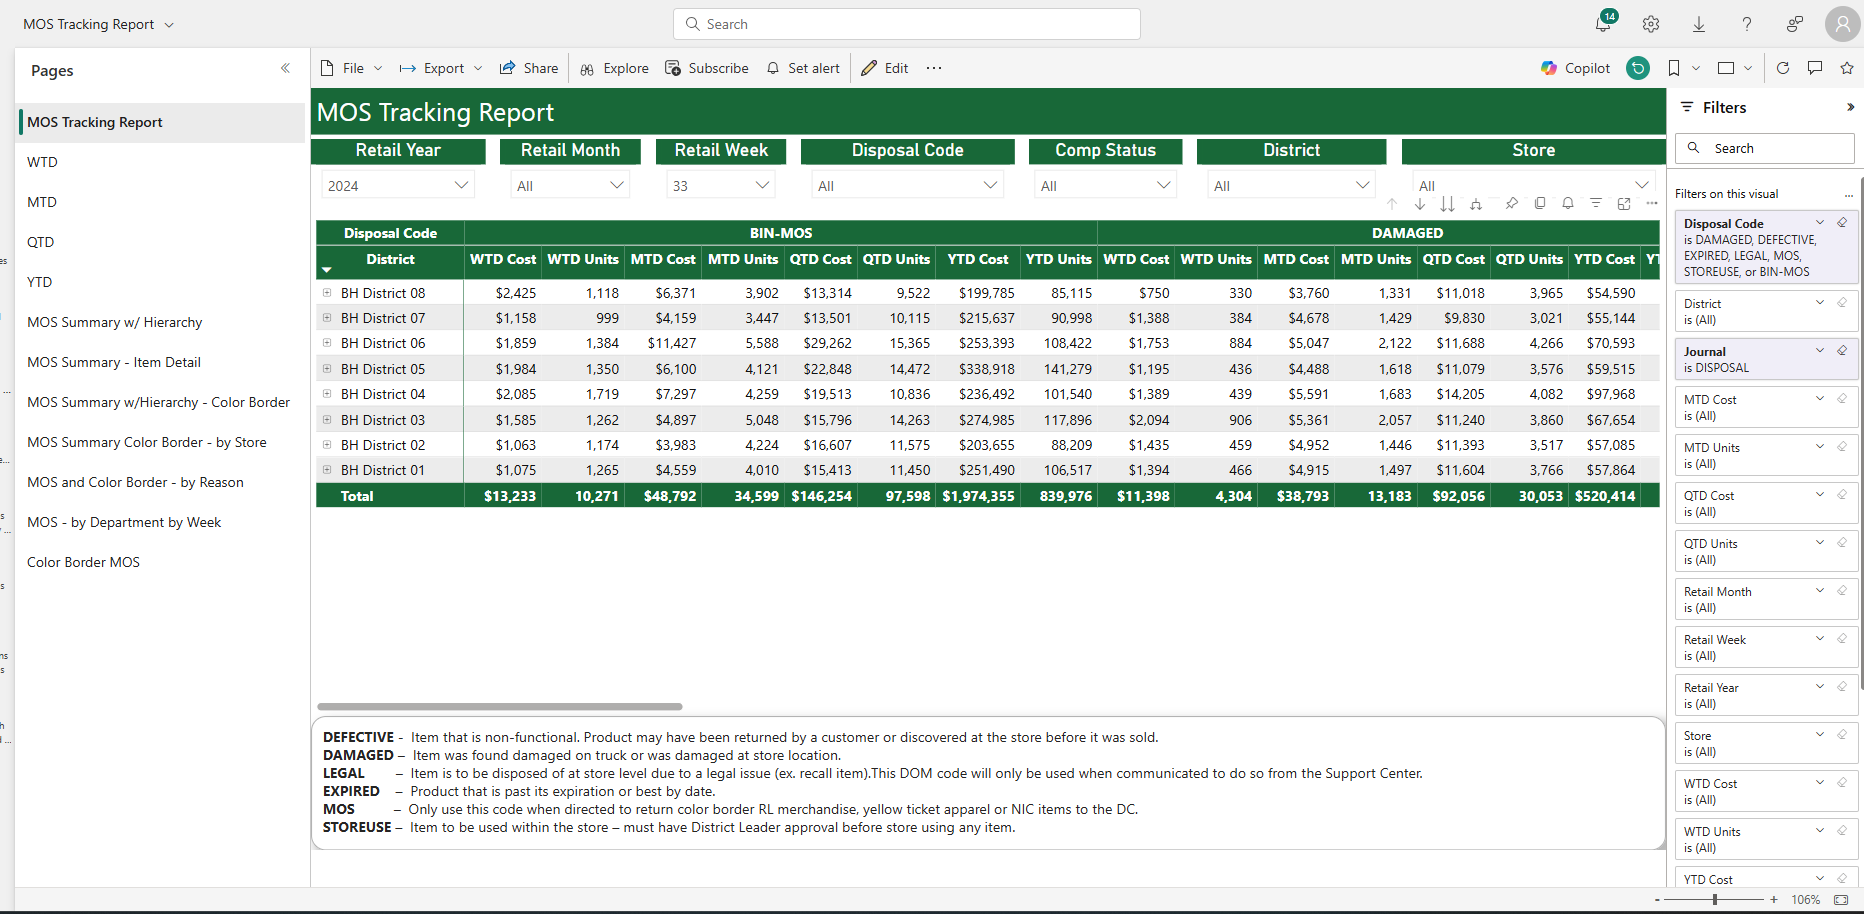 MOS Tracking Report
Search
14
Pages
File Export Share Explore Subscribe Set alert Edit ...
Copilot
MOS Tracking Report
WTD
MTD
QTD
YTD
MOS Summary w/ Hierarchy
MOS Summary - Item Detail
MOS Summary w/Hierarchy - Color Border
MOS Summary Color Border - by Store
MOS and Color Border - by Reason
MOS - by Department by Week
Color Border MOS
MOS Tracking Report
Retail Year Retail Month Retail Week Disposal Code Comp Status District Store
2024 All 33 All All All All
Disposal Code BIN-MOS DAMAGED
District WTD Cost WTD Units MTD Cost MTD Units QTD Cost QTD Units YTD Cost YTD Units WTD Cost WTD Units MTD Cost MTD Units QTD Cost QTD Units YTD Cost
BH District 08 $2,425 1,118 $6,371 3,902 $13,314 9,522 $199,785 85,115 $750 330 $3,760 1,331 $11,018 3,965 $54,590
BH District 07 $1,158 999 $4,159 3,447 $13,501 10,115 $215,637 90,998 $1,388 384 $4,678 1,429 $9,830 3,021 $55,144
BH District 06 $1,859 1,384 $11,427 5,588 $29,262 15,365 $253,393 108,422 $1,753 884 $5,047 2,122 $11,688 4,266 $70,593
BH District 05 $1,984 1,350 $6,100 4,121 $22,848 14,472 $338,918 141,279 $1,195 436 $4,488 1,618 $11,079 3,576 $59,515
BH District 04 $2,085 1,719 $7,297 4,259 $19,513 10,836 $236,492 101,540 $1,389 439 $5,591 1,683 $14,205 4,082 $97,968
BH District 03 $1,585 1,262 $4,897 5,048 $15,796 14,263 $274,985 117,896 $2,094 906 $5,361 2,057 $11,240 3,860 $67,654
BH District 02 $1,063 1,174 $3,983 4,224 $16,607 11,575 $203,655 88,209 $1,435 459 $4,952 1,446 $11,393 3,517 $57,085
BH District 01 $1,075 1,265 $4,559 4,010 $15,413 11,450 $251,490 106,517 $1,394 466 $4,915 1,497 $11,604 3,766 $57,864
Total $13,233 10,271 $48,792 34,599 $146,254 97,598 $1,974,355 839,976 $11,398 4,304 $38,793 13,183 $92,056 30,053 $520,414
DEFECTIVE - Item that is non-functional. Product may have been returned by a customer or discovered at the store before it was sold.
DAMAGED – Item was found damaged on truck or was damaged at store location.
LEGAL – Item is to be disposed of at store level due to a legal issue (ex. recall item).This DOM code will only be used when communicated to do so from the Support Center.
EXPIRED – Product that is past its expiration or best by date.
MOS – Only use this code when directed to return color border RL merchandise, yellow ticket apparel or NIC items to the DC.
STOREUSE – Item to be used within the store – must have District Leader approval before store using any item.
Filters
Search
Filters on this visual ...
Disposal Code
is DAMAGED, DEFECTIVE,
EXPIRED, LEGAL, MOS,
STOREUSE, or BIN-MOS
District
is (All)
Journal
is DISPOSAL
MTD Cost
is (All)
MTD Units
is (All)
QTD Cost
is (All)
QTD Units
is (All)
Retail Month
is (All)
Retail Week
is (All)
Retail Year
is (All)
Store
is (All)
WTD Cost
is (All)
WTD Units
is (All)
YTD Cost
- + 106%